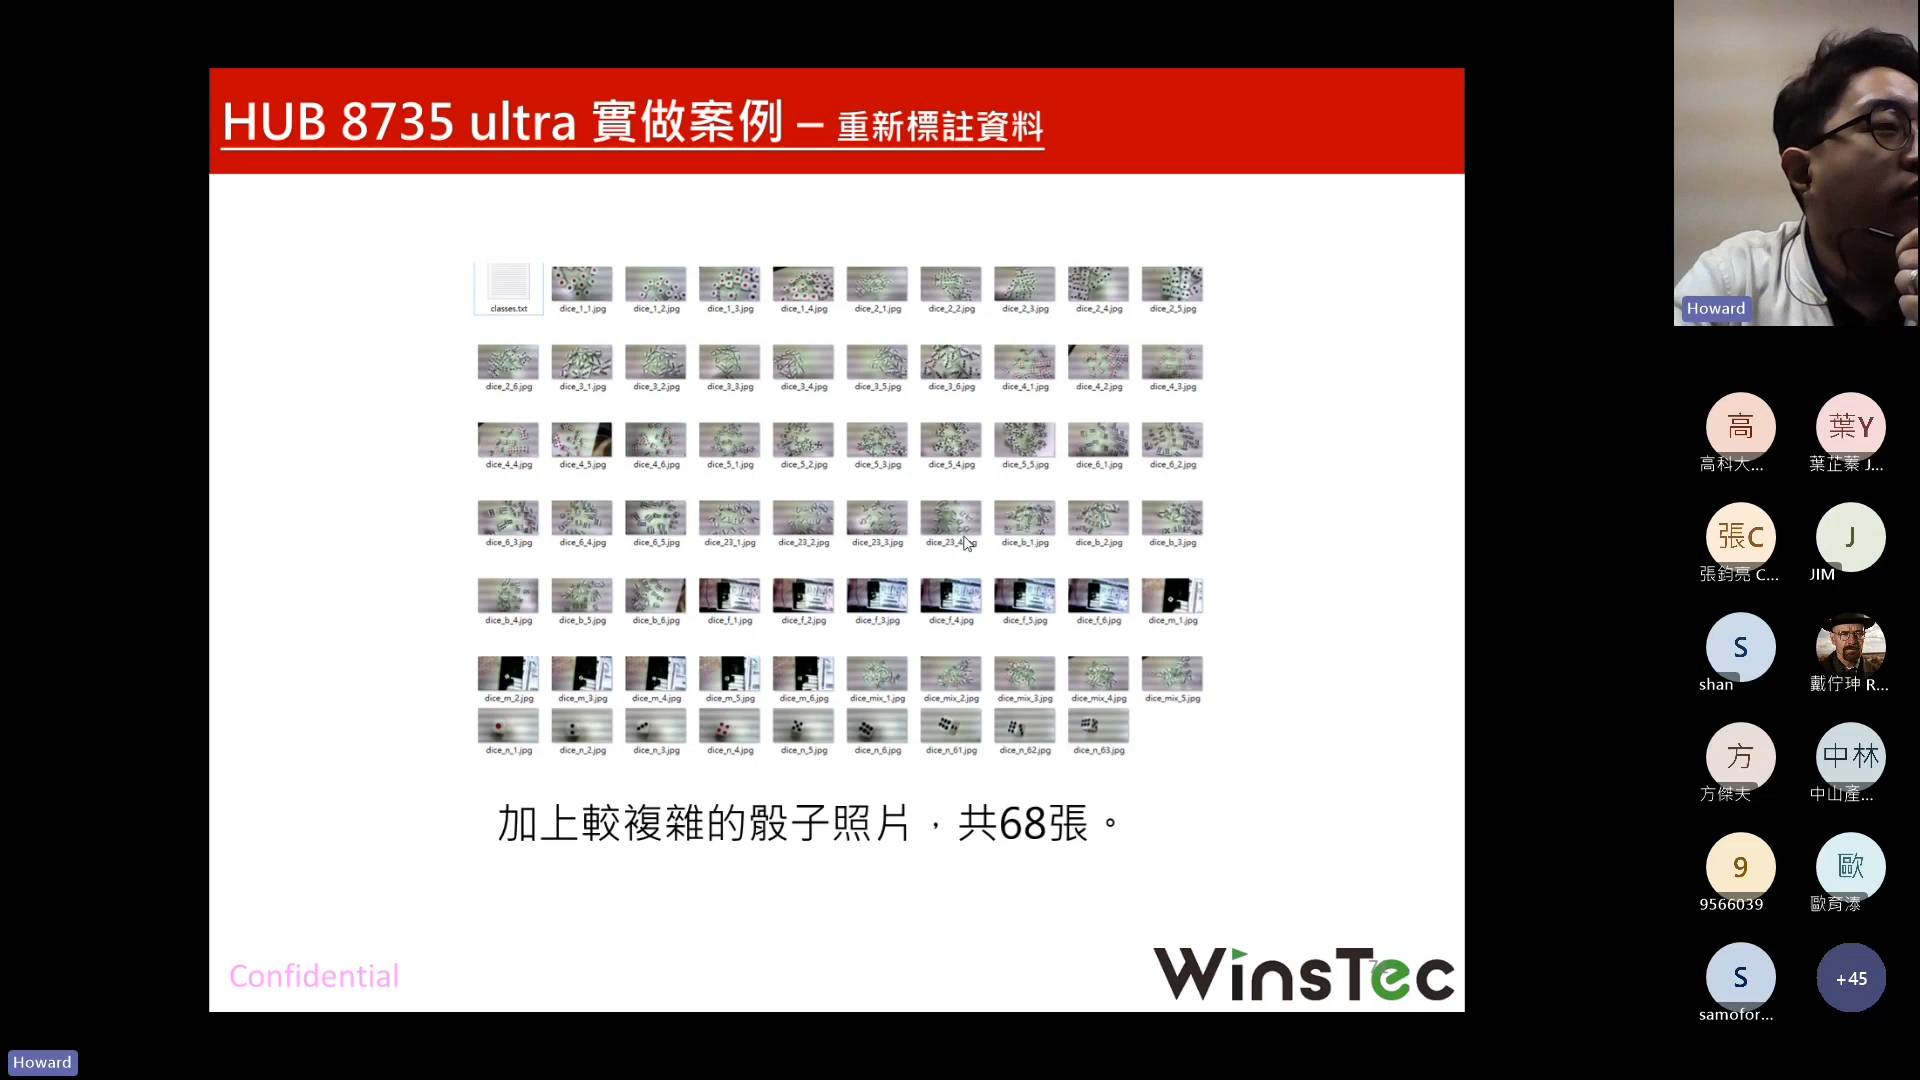 HUB 8735 ultra 實做案例 – 重新標註資料
classes.txt dice_1_1.jpg dice_1_2.jpg dice_1_3.jpg dice_1_4.jpg dice_2_1.jpg dice_2_2.jpg dice_2_3.jpg dice_2_4.jpg dice_2_5.jpg
dice_2_6.jpg dice_3_1.jpg dice_3_2.jpg dice_3_3.jpg dice_3_4.jpg dice_3_5.jpg dice_3_6.jpg dice_4_1.jpg dice_4_2.jpg dice_4_3.jpg
dice_4_4.jpg dice_4_5.jpg dice_4_6.jpg dice_5_1.jpg dice_5_2.jpg dice_5_3.jpg dice_5_4.jpg dice_5_5.jpg dice_6_1.jpg dice_6_2.jpg
dice_6_3.jpg dice_6_4.jpg dice_6_5.jpg dice_23_1.jpg dice_23_2.jpg dice_23_3.jpg dice_23_4.jpg dice_b_1.jpg dice_b_2.jpg dice_b_3.jpg
dice_b_4.jpg dice_b_5.jpg dice_b_6.jpg dice_f_1.jpg dice_f_2.jpg dice_f_3.jpg dice_f_4.jpg dice_f_5.jpg dice_f_6.jpg dice_m_1.jpg
dice_m_2.jpg dice_m_3.jpg dice_m_4.jpg dice_m_5.jpg dice_m_6.jpg dice_mix_1.jpg dice_mix_2.jpg dice_mix_3.jpg dice_mix_4.jpg dice_mix_5.jpg
dice_n_1.jpg dice_n_2.jpg dice_n_3.jpg dice_n_4.jpg dice_n_5.jpg dice_n_6.jpg dice_n_61.jpg dice_n_62.jpg dice_n_63.jpg
加上較複雜的骰子照片，共68張。
Confidential
WinsTec
Howard
高 葉Y
高科大... 葉芷蓁 J...
張C J
張鈞亮 C... JIM
S
shan 戴佇珅 R...
方 中林
方傑夫 中山產...
9 歐
9566039 歐育溙
S +45
samofor...
Howard